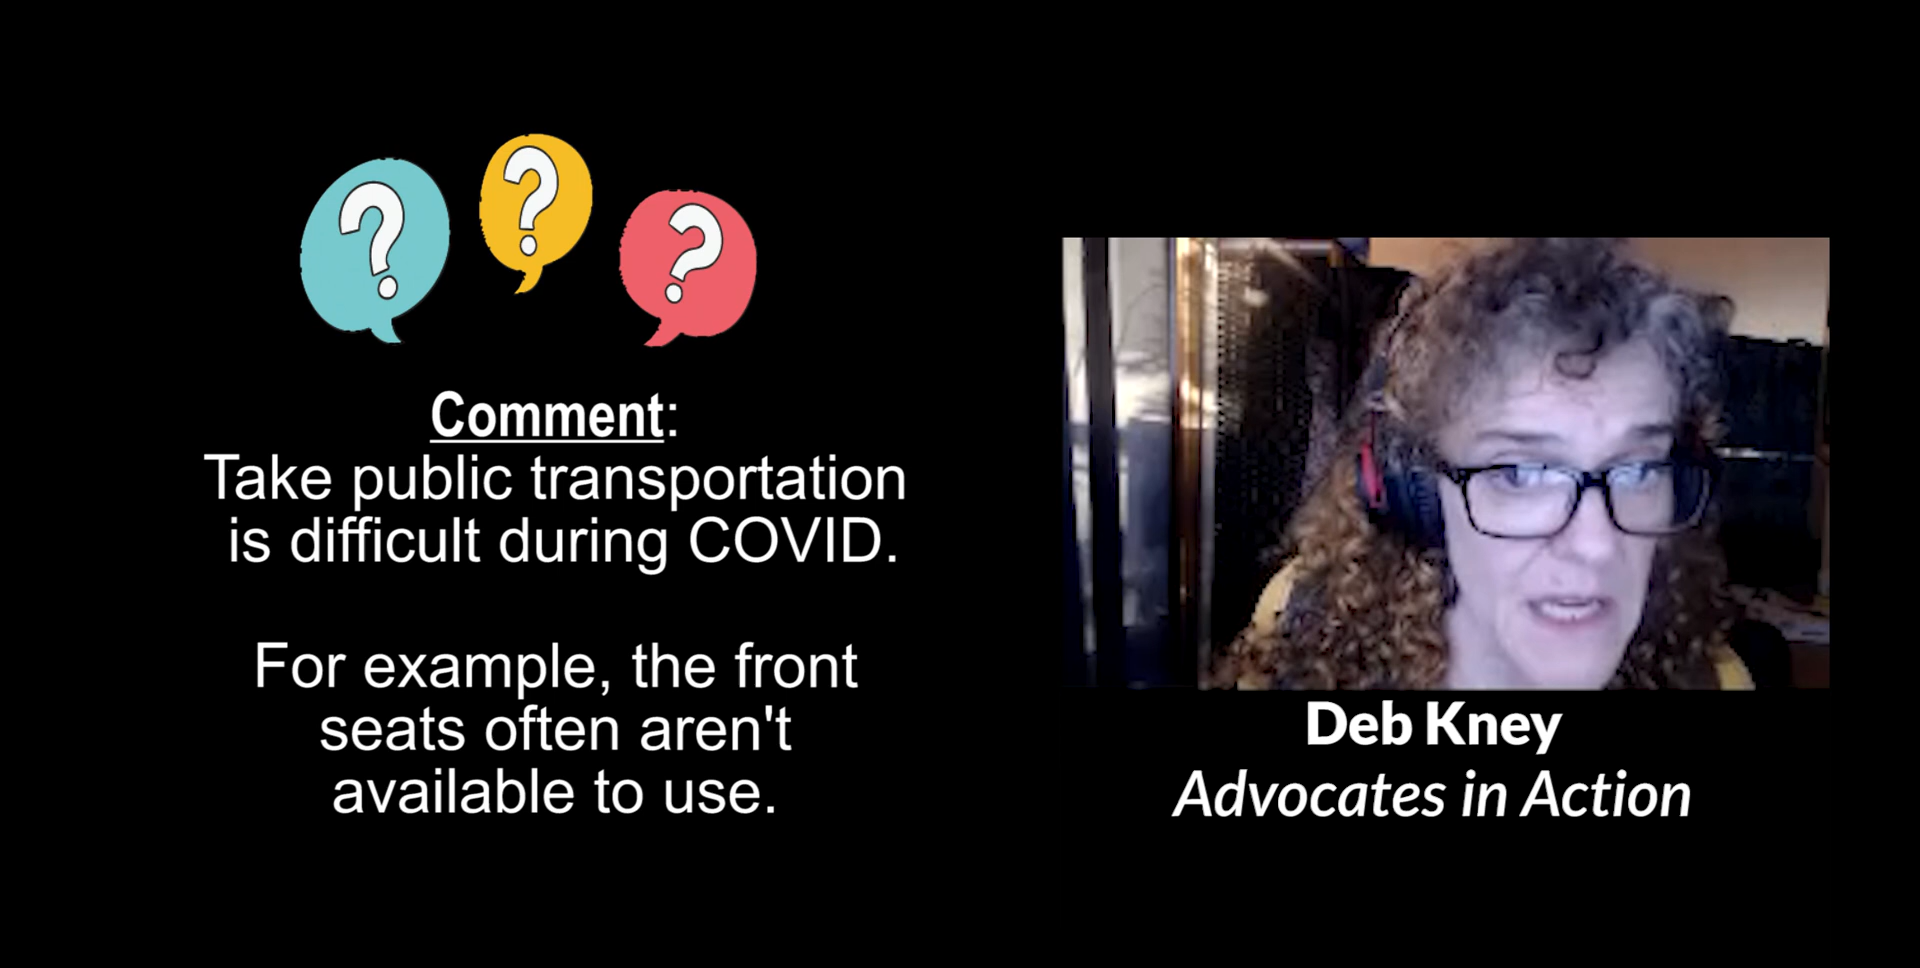 Comment:
Take public transportation
is difficult during COVID.
For example, the front
seats often aren't
available to use.
Deb Kney
Advocates in Action